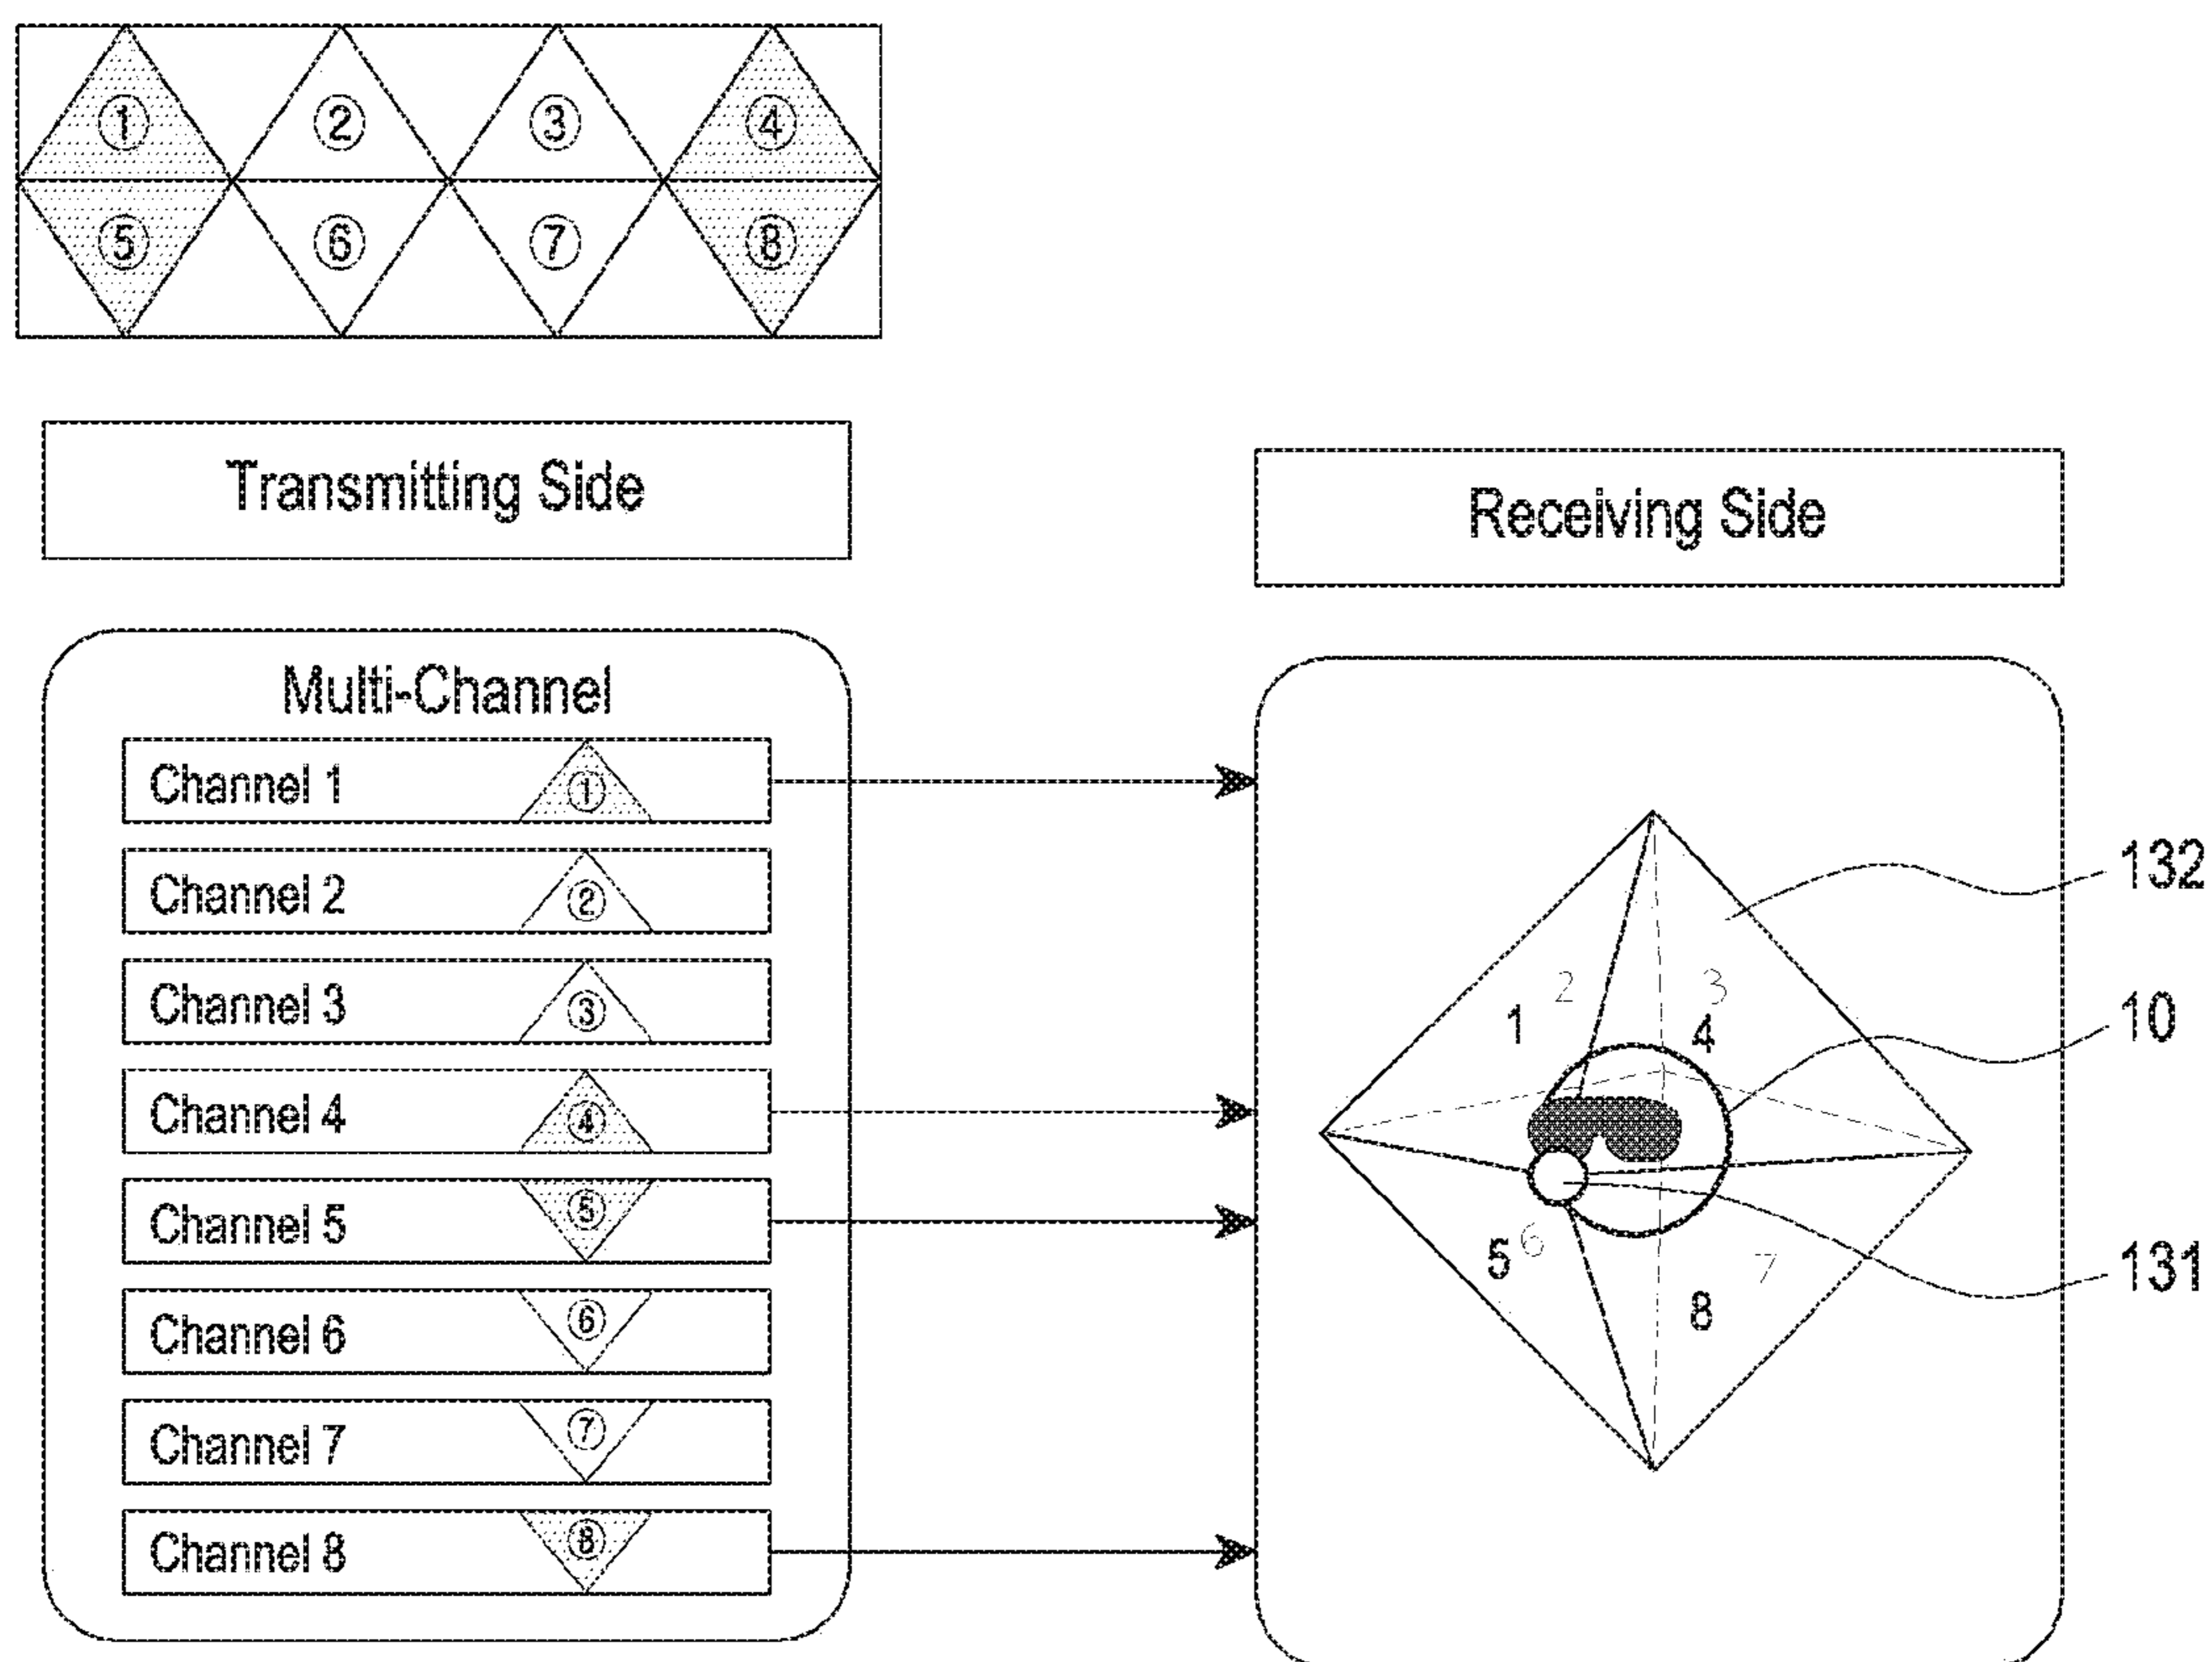 ① ② ③ ④
⑤ ⑥ ⑦ ⑧
Transmitting Side
Multi-Channel
Channel 1 ①
Channel 2 ②
Channel 3 ③
Channel 4 ④
Channel 5 ⑤
Channel 6 ⑥
Channel 7 ⑦
Channel 8 ⑧
Receiving Side
132
2 3
1 4
10
5 6 7
8
131